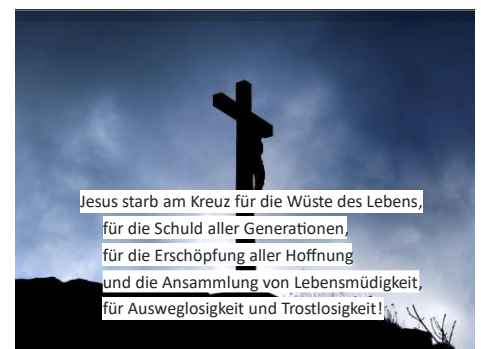 Jesus starb am Kreuz für die Wüste des Lebens,
für die Schuld aller Generationen,
für die Erschöpfung aller Hoffnung
und die Ansammlung von Lebensmüdigkeit,
für Ausweglosigkeit und Trostlosigkeit!